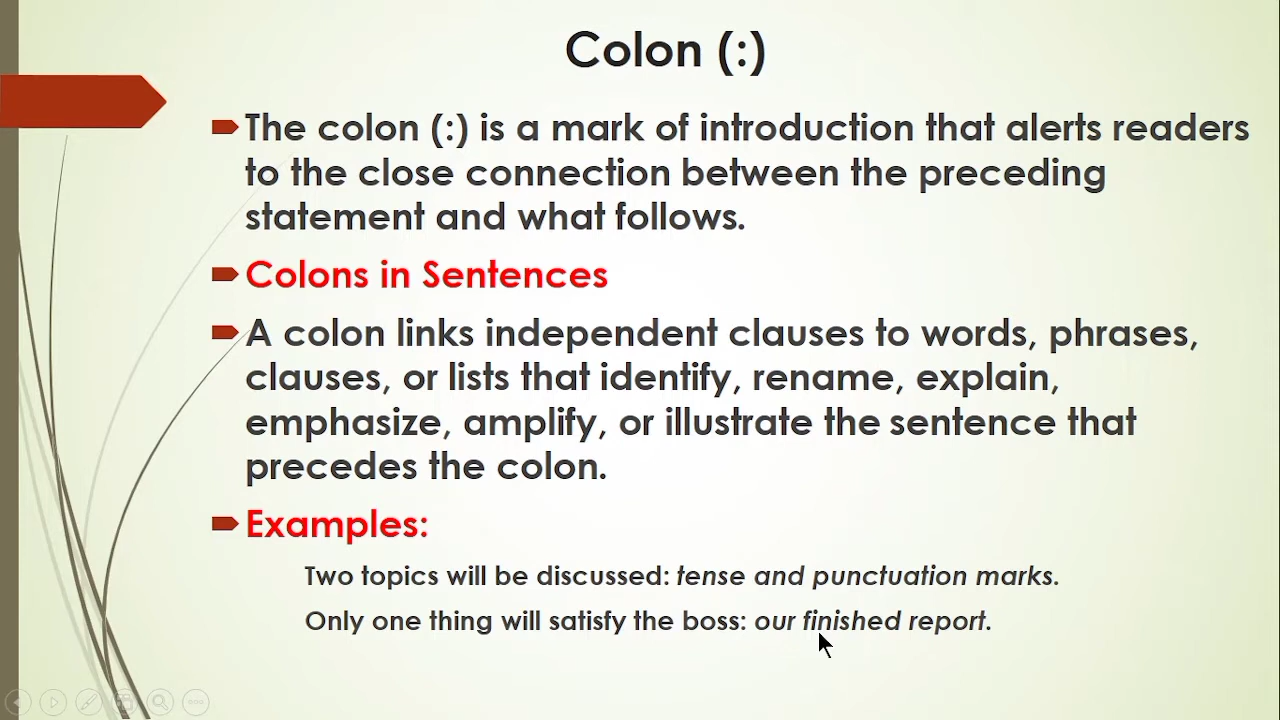 Colon (:)
The colon (:) is a mark of introduction that alerts readers
to the close connection between the preceding
statement and what follows.
Colons in Sentences
A colon links independent clauses to words, phrases,
clauses, or lists that identify, rename, explain,
emphasize, amplify, or illustrate the sentence that
precedes the colon.
Examples:
Two topics will be discussed: tense and punctuation marks.
Only one thing will satisfy the boss: our finished report.